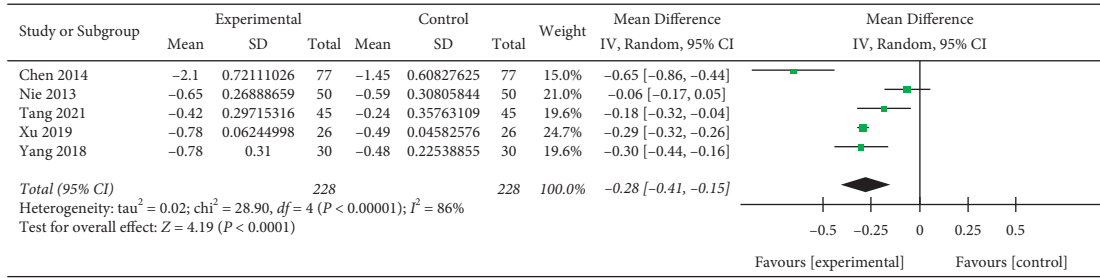 Study or Subgroup Experimental Control Weight Mean Difference Mean Difference
Mean SD Total Mean SD Total IV, Random, 95% CI IV, Random, 95% CI
Chen 2014 −2.1 0.72111026 77 −1.45 0.60827625 77 15.0% −0.65 [−0.86, −0.44]
Nie 2013 −0.65 0.26888659 50 −0.59 0.30805844 50 21.0% −0.06 [−0.17, 0.05]
Tang 2021 −0.42 0.29715316 45 −0.24 0.35763109 45 19.6% −0.18 [−0.32, −0.04]
Xu 2019 −0.78 0.06244998 26 −0.49 0.04582576 26 24.7% −0.29 [−0.32, −0.26]
Yang 2018 −0.78 0.31 30 −0.48 0.22538855 30 19.6% −0.30 [−0.44, −0.16]
Total (95% CI) 228 228 100.0% −0.28 [−0.41, −0.15]
Heterogeneity: tau² = 0.02; chi² = 28.90, df = 4 (P < 0.00001); I² = 86%
Test for overall effect: Z = 4.19 (P < 0.0001)
−0.5 −0.25 0 0.25 0.5
Favours [experimental] Favours [control]